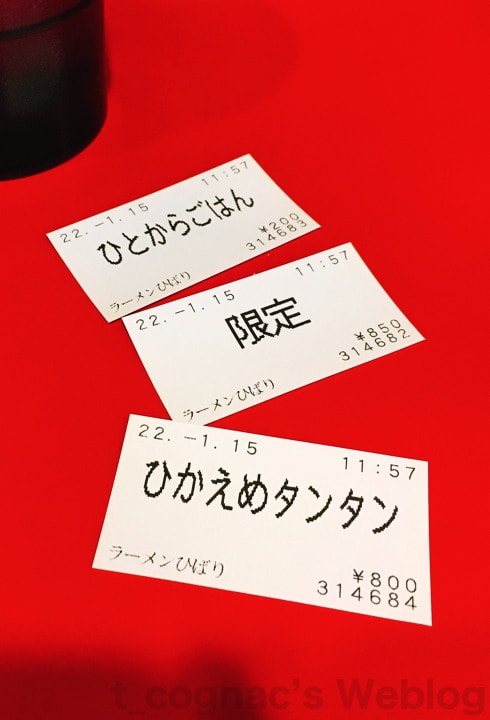 22.-1.15 11:57
ひとからごはん
¥200
ラーメンひばり 314683
22.-1.15 11:57
限定
¥850
ラーメンひばり 314682
22.-1.15 11:57
ひかえめタンタン
¥800
ラーメンひばり 314684
t_cognac's Weblog